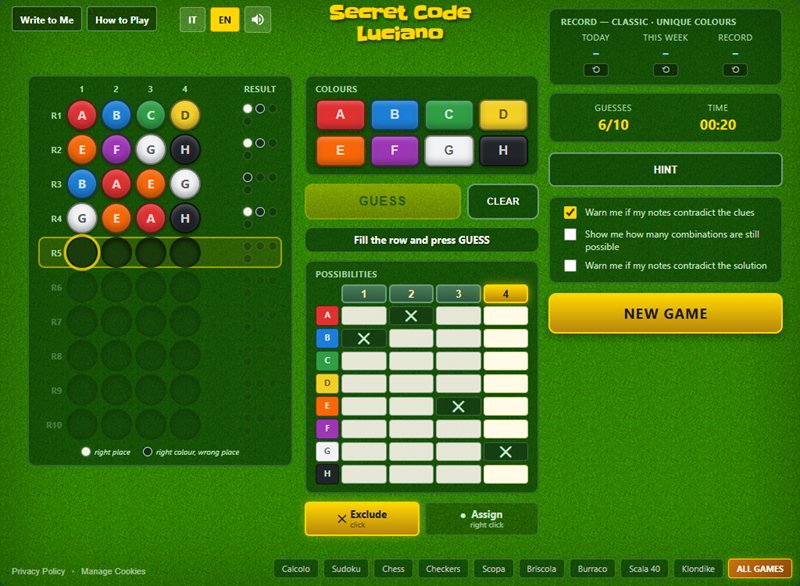 Write to Me
How to Play
IT
EN
Secret Code
Luciano
RECORD — CLASSIC · UNIQUE COLOURS
TODAY THIS WEEK RECORD
– – –
1 2 3 4 RESULT
R1 A B C D
R2 E F G H
R3 B A E G
R4 G E A H
R5
R6
R7
R8
R9
R10
right place right colour, wrong place
COLOURS
A B C D
E F G H
GUESS CLEAR
Fill the row and press GUESS
POSSIBILITIES
1 2 3 4
A
B
C
D
E
F
G
H
Exclude
click
Assign
right click
GUESSES TIME
6/10 00:20
HINT
Warn me if my notes contradict the clues
Show me how many combinations are still
possible
Warn me if my notes contradict the solution
NEW GAME
Privacy Policy • Manage Cookies
Calcolo Sudoku Chess Checkers Scopa Briscola Burraco Scala 40 Klondike ALL GAMES